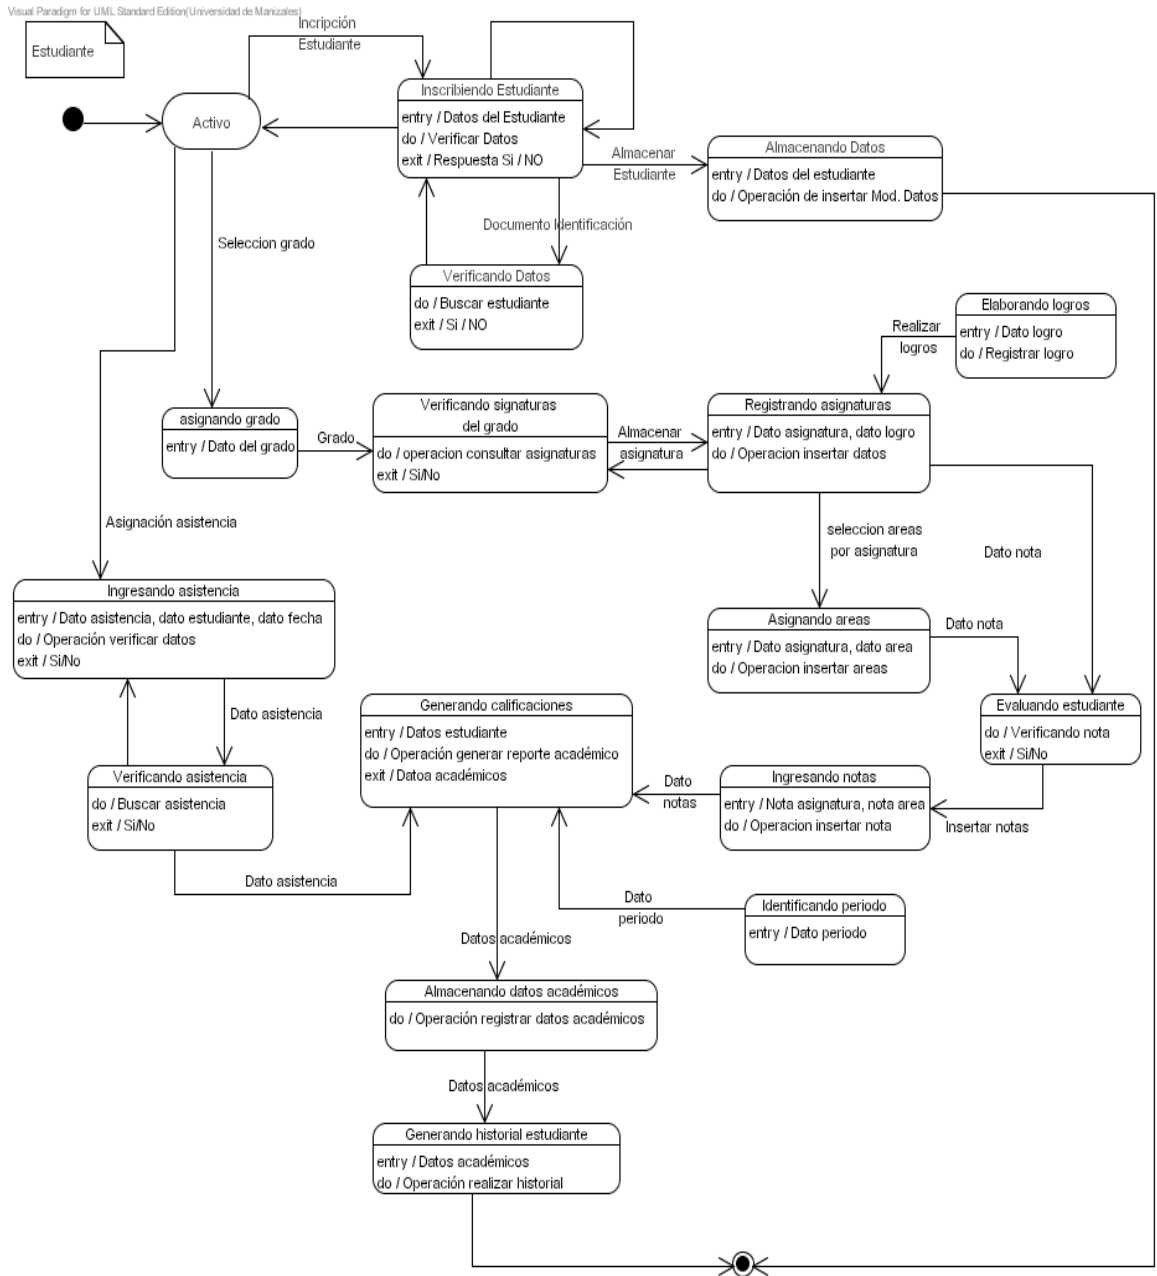 Visual Paradigm for UML Standard Edition(Universidad de Manizales)
Estudiante
Incripción
Estudiante
Activo
Inscribiendo Estudiante
entry / Datos del Estudiante
do / Verificar Datos
exit / Respuesta Si / NO
Almacenar
Estudiante
Almacenando Datos
entry / Datos del estudiante
do / Operación de insertar Mod. Datos
Documento Identificación
Seleccion grado
Verificando Datos
do / Buscar estudiante
exit / Si / NO
Elaborando logros
entry / Dato logro
do / Registrar logro
Realizar
logros
asignando grado
entry / Dato del grado
Grado
Verificando signaturas
del grado
do / operacion consultar asignaturas
exit / Si/No
Almacenar
asignatura
Registrando asignaturas
entry / Dato asignatura, dato logro
do / Operacion insertar datos
Asignación asistencia
seleccion areas
por asignatura
Dato nota
Ingresando asistencia
entry / Dato asistencia, dato estudiante, dato fecha
do / Operación verificar datos
exit / Si/No
Asignando areas
entry / Dato asignatura, dato area
do / Operacion insertar areas
Dato nota
Dato asistencia
Generando calificaciones
entry / Datos estudiante
do / Operación generar reporte académico
exit / Datoa académicos
Evaluando estudiante
do / Verificando nota
exit / Si/No
Verificando asistencia
do / Buscar asistencia
exit / Si/No
Dato
notas
Ingresando notas
entry / Nota asignatura, nota area
do / Operacion insertar nota
Insertar notas
Dato asistencia
Dato
periodo
Identificando periodo
entry / Dato periodo
Datos académicos
Almacenando datos académicos
do / Operación registrar datos académicos
Datos académicos
Generando historial estudiante
entry / Datos académicos
do / Operación realizar historial